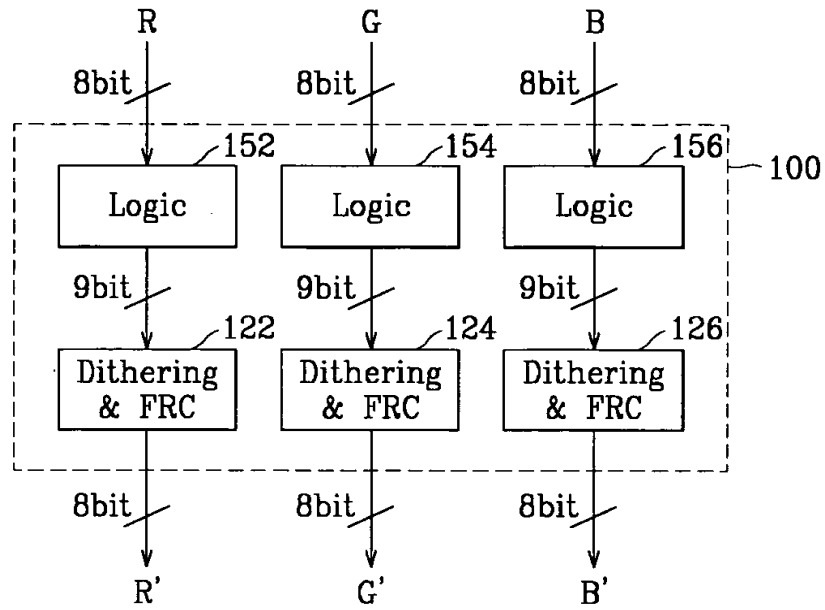 R G B
8bit 8bit 8bit
152 154 156
100
Logic Logic Logic
9bit 9bit 9bit
122 124 126
Dithering Dithering Dithering
& FRC & FRC & FRC
8bit 8bit 8bit
R' G' B'